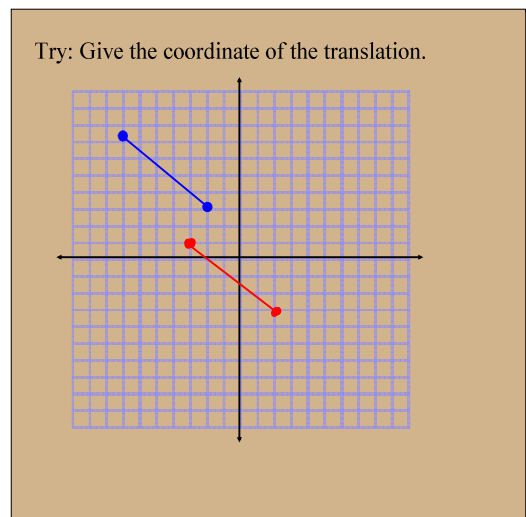 Try: Give the coordinate of the translation.